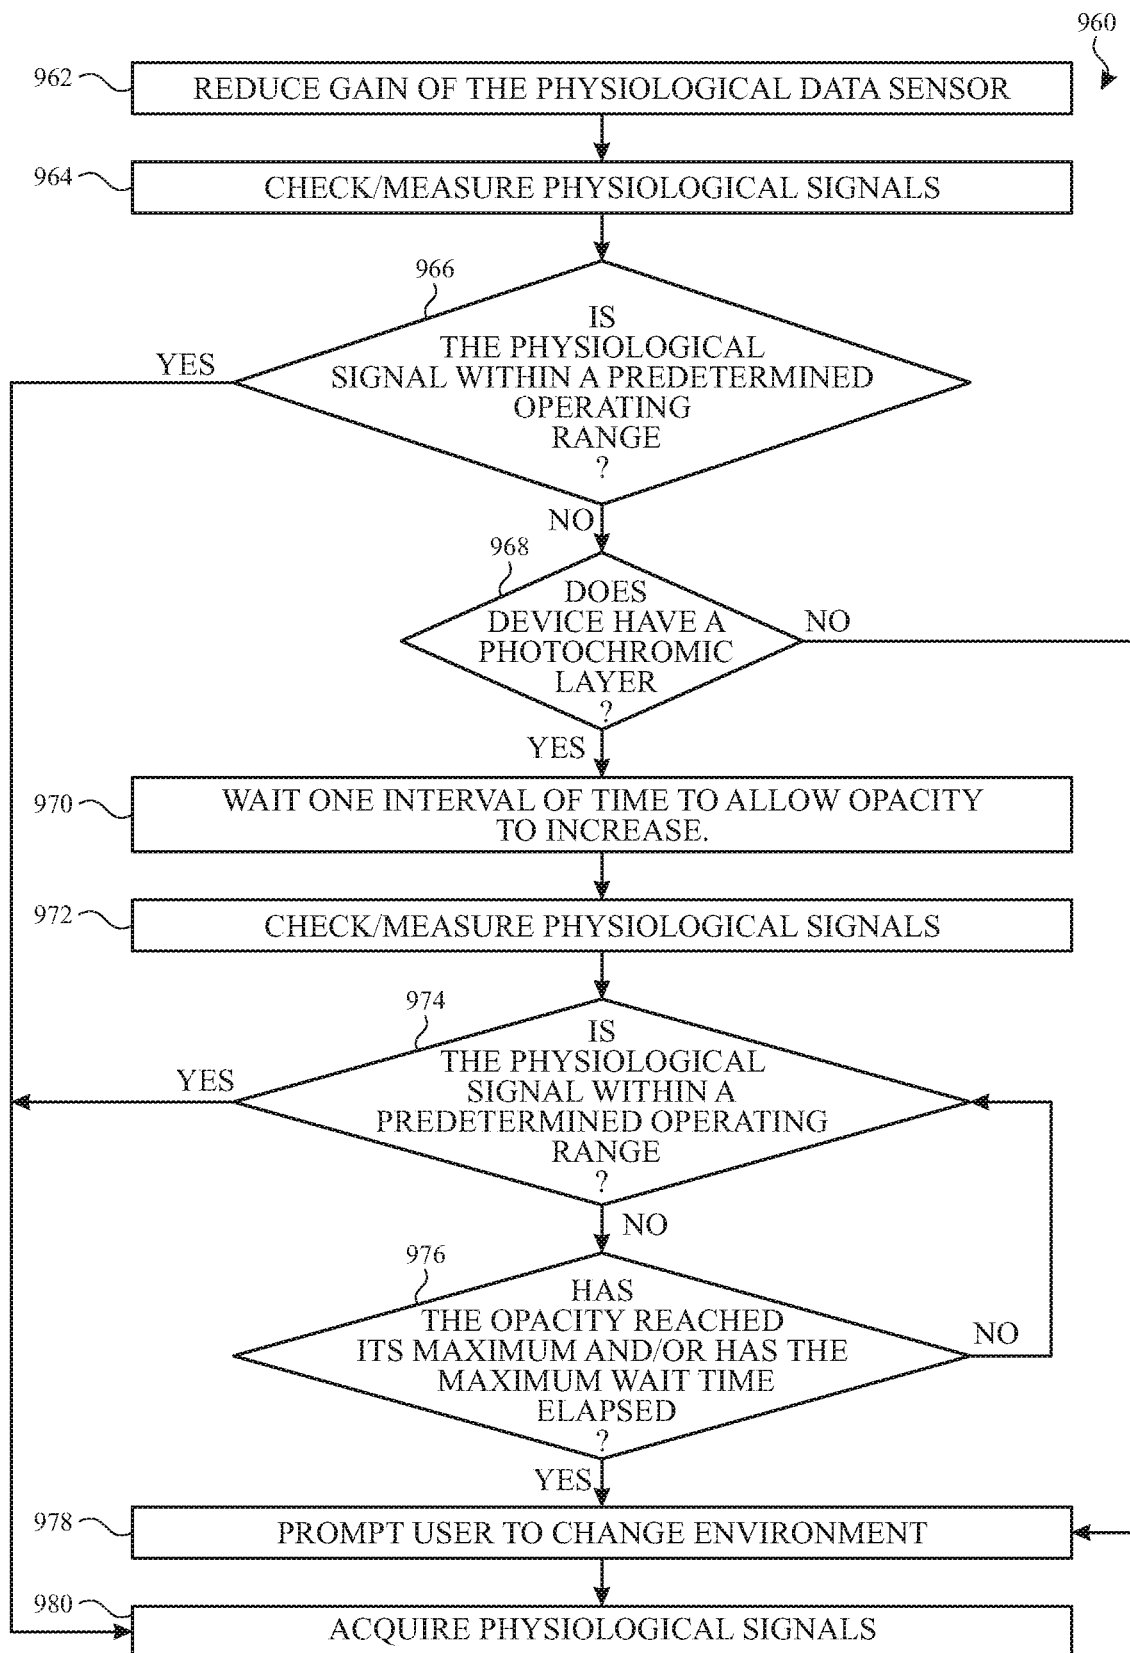 960
962
REDUCE GAIN OF THE PHYSIOLOGICAL DATA SENSOR
964
CHECK/MEASURE PHYSIOLOGICAL SIGNALS
966
IS
THE PHYSIOLOGICAL
SIGNAL WITHIN A PREDETERMINED
OPERATING
RANGE
?
YES
NO
968
DOES
DEVICE HAVE A
PHOTOCHROMIC
LAYER
?
NO
YES
970
WAIT ONE INTERVAL OF TIME TO ALLOW OPACITY
TO INCREASE.
972
CHECK/MEASURE PHYSIOLOGICAL SIGNALS
974
IS
THE PHYSIOLOGICAL
SIGNAL WITHIN A
PREDETERMINED OPERATING
RANGE
?
YES
NO
976
HAS
THE OPACITY REACHED
ITS MAXIMUM AND/OR HAS THE
MAXIMUM WAIT TIME
ELAPSED
?
NO
YES
978
PROMPT USER TO CHANGE ENVIRONMENT
980
ACQUIRE PHYSIOLOGICAL SIGNALS